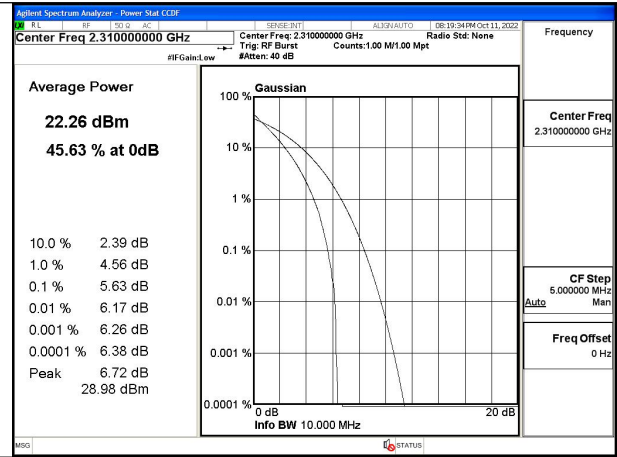 Agilent Spectrum Analyzer - Power Stat CCDF
RL RF 50 Ω AC SENSE:INT ALIGN AUTO 08:19:34 PM Oct 11, 2022
Center Freq 2.310000000 GHz
Center Freq: 2.310000000 GHz Radio Std: None
Trig: RF Burst Counts:1.00 M/1.00 Mpt
#IFGain:Low #Atten: 40 dB
Frequency
Average Power
22.26 dBm
45.63 % at 0dB
10.0 % 2.39 dB
1.0 % 4.56 dB
0.1 % 5.63 dB
0.01 % 6.17 dB
0.001 % 6.26 dB
0.0001 % 6.38 dB
Peak 6.72 dB
28.98 dBm
Gaussian
100 %
10 %
1 %
0.1 %
0.01 %
0.001 %
0.0001 %
0 dB 20 dB
Info BW 10.000 MHz
Center Freq
2.310000000 GHz
CF Step
5.000000 MHz
Auto Man
Freq Offset
0 Hz
MSG STATUS